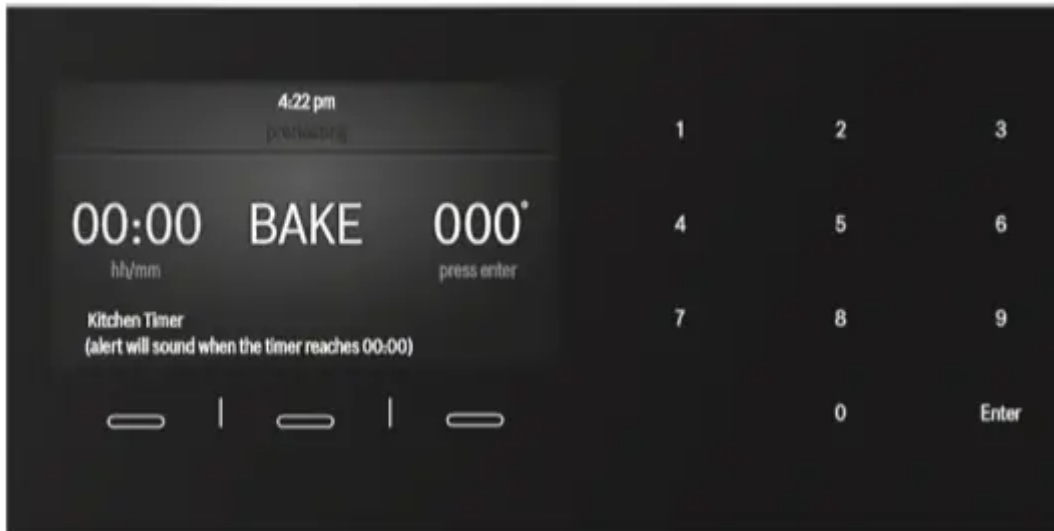 4:22 pm
preheating
00:00 BAKE 000°
hh/mm press enter
Kitchen Timer
(alert will sound when the timer reaches 00:00)
1 2 3
4 5 6
7 8 9
0 Enter